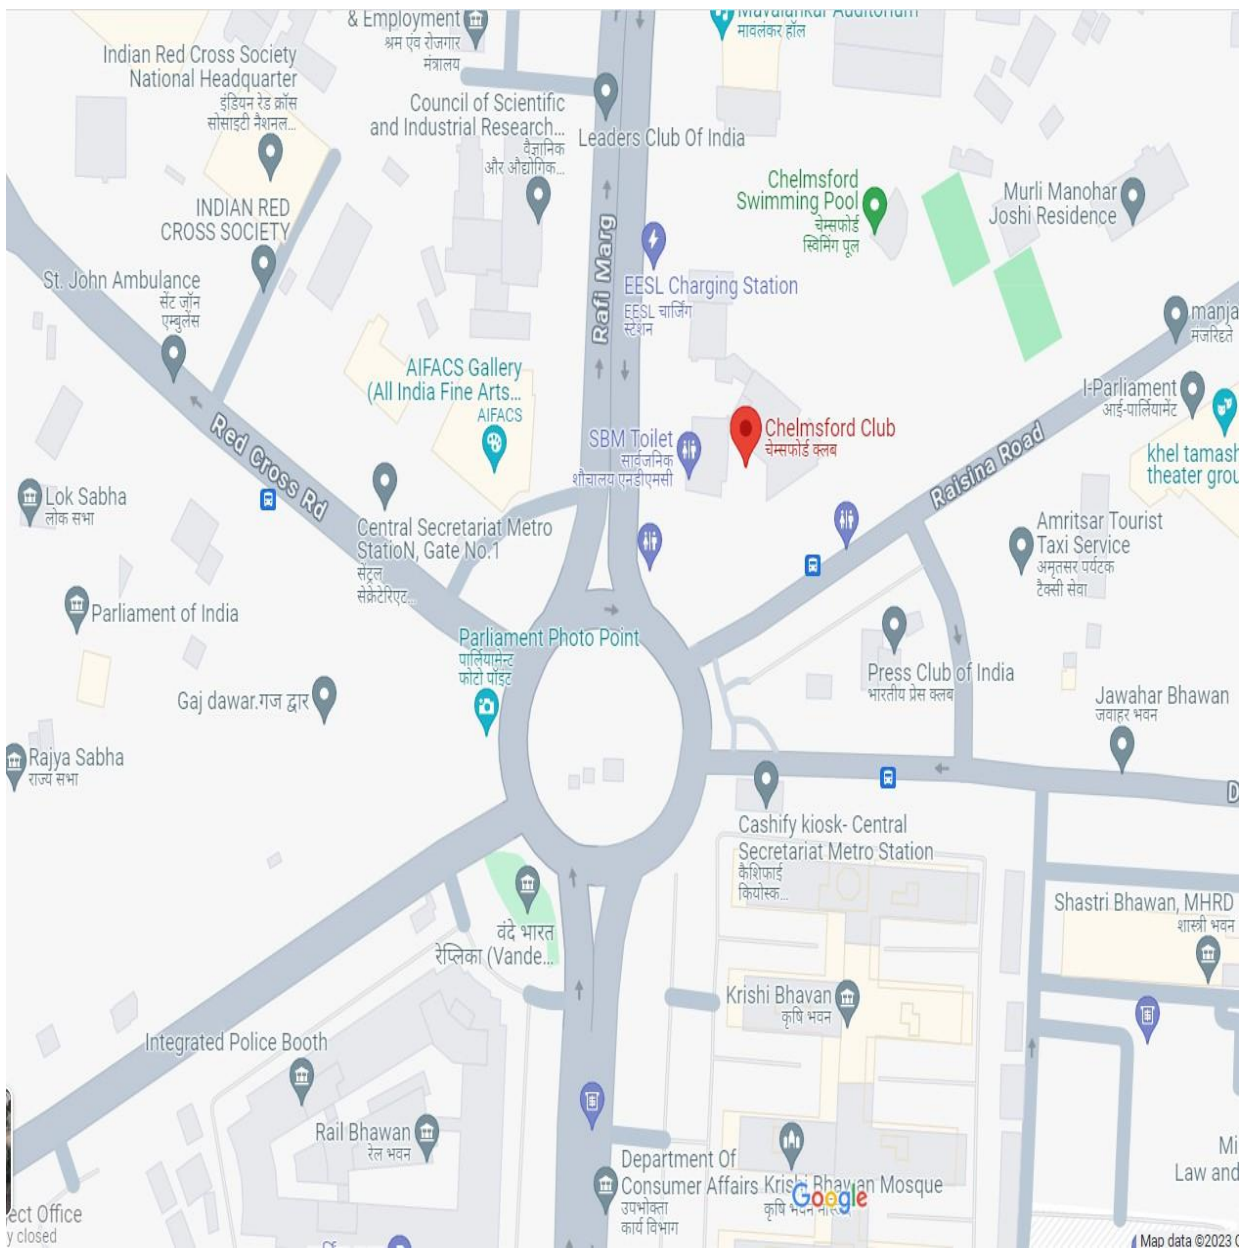 & Employment
श्रम एवं रोजगार
मंत्रालय
Mavalankar Auditorium
मावलंकर हॉल
Indian Red Cross Society
National Headquarter
इंडियन रेड क्रॉस
सोसाइटी नैशनल...
Council of Scientific
and Industrial Research...
वैज्ञानिक
और औद्योगिक...
Leaders Club Of India
Chelmsford
Swimming Pool
चेम्सफोर्ड
स्विमिंग पूल
Murli Manohar
Joshi Residence
INDIAN RED
CROSS SOCIETY
St. John Ambulance
सेंट जॉन
एम्बुलेंस
Rafi Marg
EESL Charging Station
EESL चार्जिंग
स्टेशन
manja
मंजरिदते
AIFACS Gallery
(All India Fine Arts...
AIFACS
I-Parliament
आई-पार्लियामेंट
Chelmsford Club
चेम्सफोर्ड क्लब
SBM Toilet
सार्वजनिक
शौचालय एनडीएमसी
khel tamash
theater grou
Red Cross Rd
Raisina Road
Lok Sabha
लोक सभा
Central Secretariat Metro
StatioN, Gate No.1
सेंट्रल
सेक्रेटेरिएट...
Amritsar Tourist
Taxi Service
अमृतसर पर्यटक
टैक्सी सेवा
Parliament of India
Parliament Photo Point
पार्लियामेन्ट
फोटो पॉइंट
Press Club of India
भारतीय प्रेस क्लब
Gaj dawar.गज द्वार
Jawahar Bhawan
जवाहर भवन
Rajya Sabha
राज्य सभा
D
Cashify kiosk- Central
Secretariat Metro Station
कैशिफाई
कियोस्क...
Shastri Bhawan, MHRD
शास्त्री भवन
वंदे भारत
रेप्लिका (Vande...
Krishi Bhavan
कृषि भवन
Integrated Police Booth
Rail Bhawan
रेल भवन
Department Of
Consumer Affairs
उपभोक्ता
कार्य विभाग
Krishi Bhawan Mosque
कृषि भवन
Google
Mi
Law and
ect Office
y closed
Map data ©2023